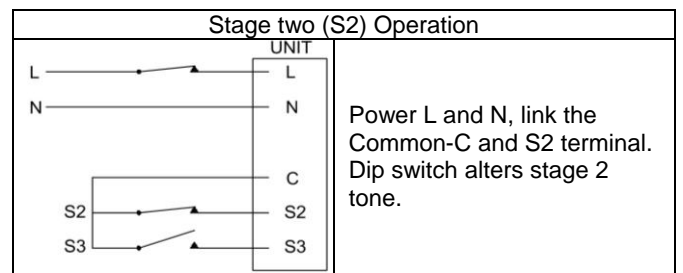 Stage two (S2) Operation
UNIT
L L
N N
C
S2 S2
S3 S3
Power L and N, link the
Common-C and S2 terminal.
Dip switch alters stage 2
tone.